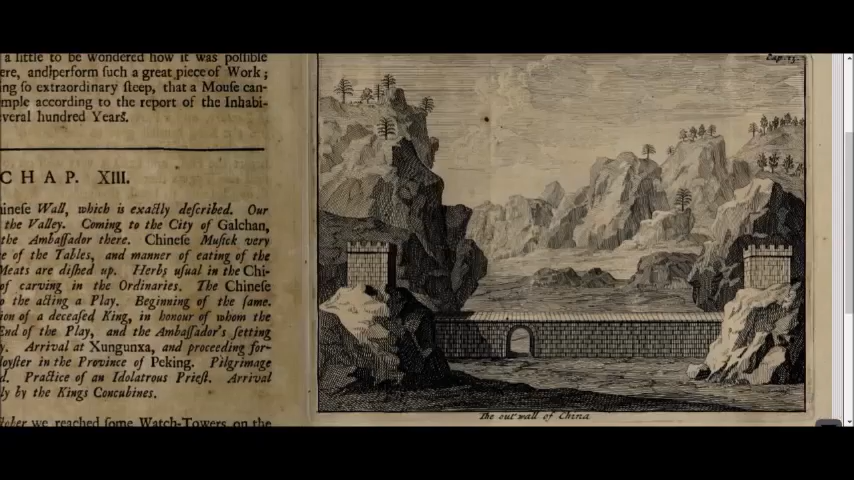 a little to be wondered how it was poſſible
ere, and perform such a great piece of Work;
ing ſo extraordinary ſteep, that a Mouſe can-
mple according to the report of the Inhabi-
everal hundred Years.
CHAP. XIII.
hineſe Wall, which is exactly deſcribed. Our
the Valley. Coming to the City of Galchan,
the Ambaſſador there. Chineſe Muſick very
e of the Tables, and manner of eating of the
Meats are diſhed up. Herbs uſual in the Chi-
of carving in the Ordinaries. The Chineſe
o the acting a Play. Beginning of the ſame.
ion of a deceaſed King, in honour of whom the
End of the Play, and the Ambaſſador's ſetting
y. Arrival at Xungunxa, and proceeding for-
loyſter in the Province of Peking. Pilgrimage
d. Practice of an Idolatrous Prieſt. Arrival
ly by the Kings Concubines.
tober we reached ſome Watch-Towers on the
Cap. 13.
The out wall of China